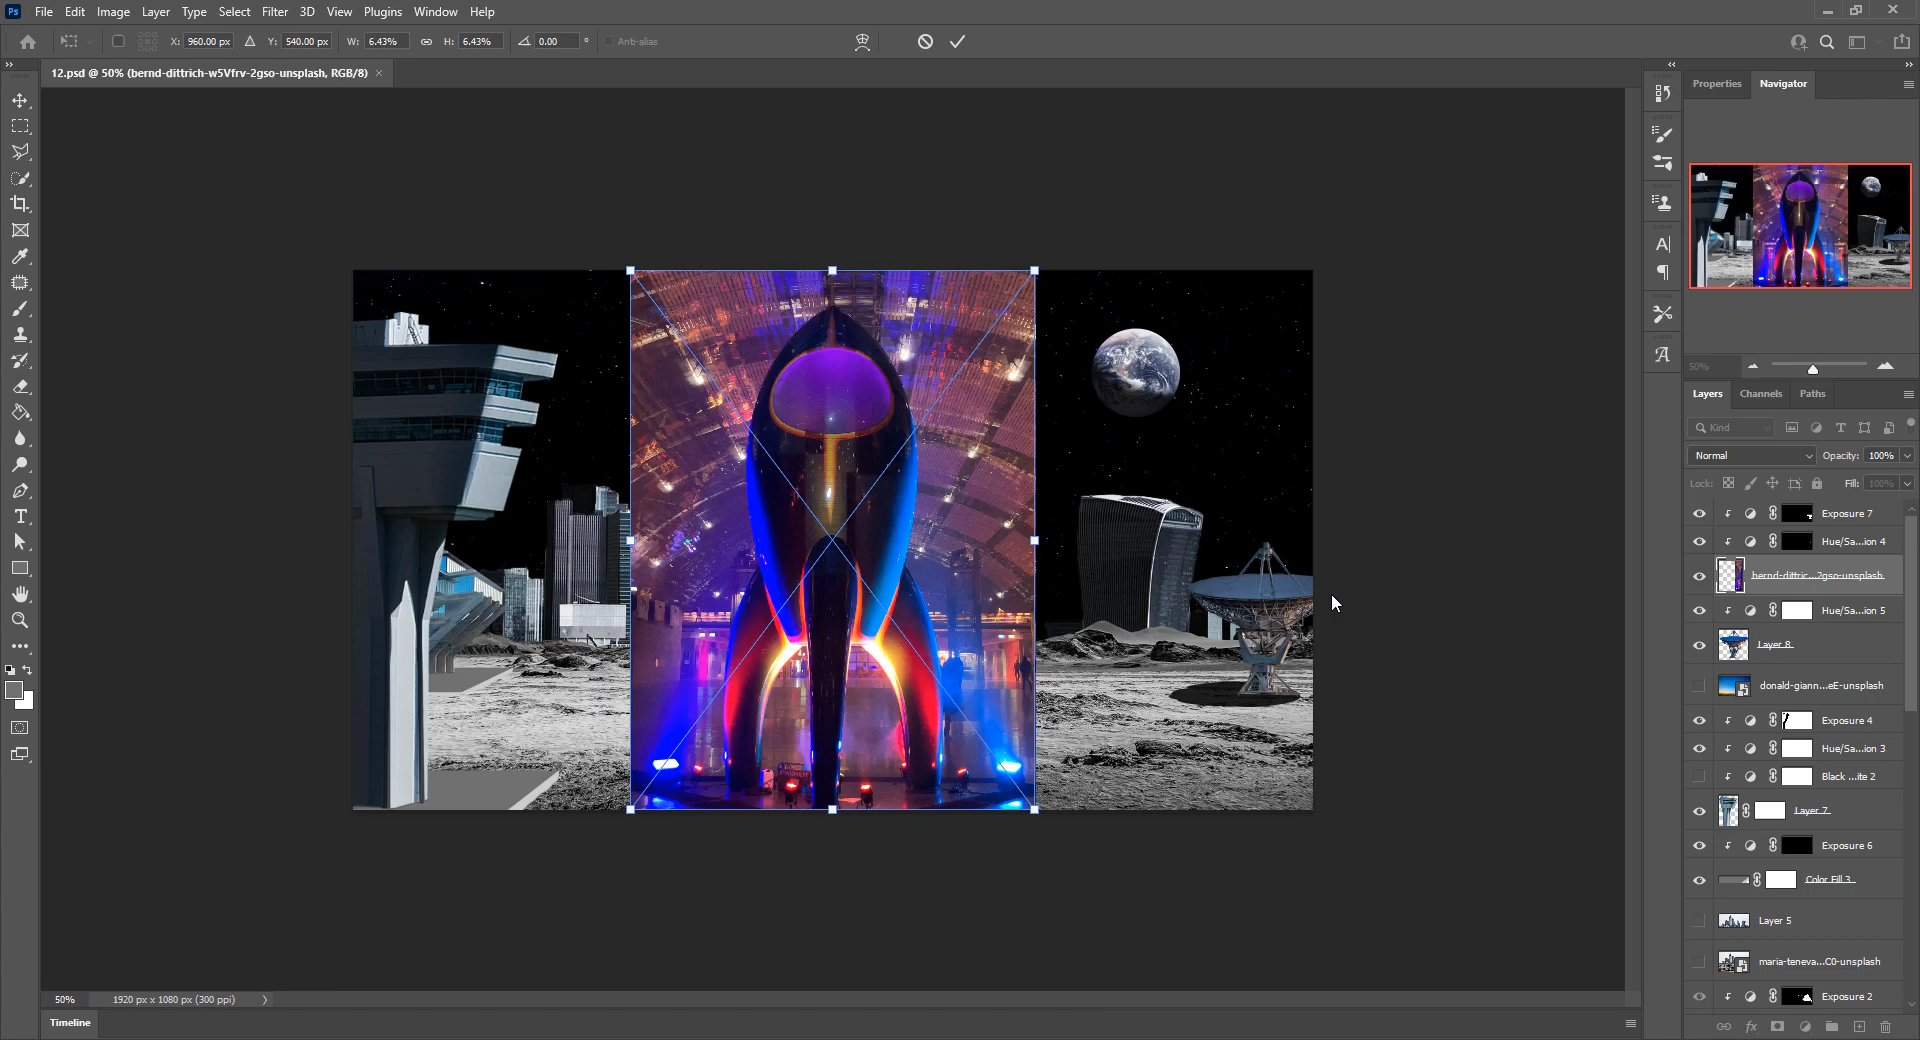 Ps File Edit Image Layer Type Select Filter 3D View Plugins Window Help
X: 960.00 px Y: 540.00 px W: 6.43% H: 6.43% 0.00 ° Anti-alias
12.psd @ 50% (bernd-dittrich-w5Vfrv-2gso-unsplash, RGB/8) ×
Properties Navigator
50%
Layers Channels Paths
Kind
Normal Opacity: 100%
Lock: Fill: 100%
Exposure 7
Hue/Sa...ion 4
bernd-dittric...2gso-unsplash
Hue/Sa...ion 5
Layer 8
donald-giann...eE-unsplash
Exposure 4
Hue/Sa...ion 3
Black ...ite 2
Layer 7
Exposure 6
Color Fill 3
Layer 5
maria-teneva...C0-unsplash
Exposure 2
50% 1920 px x 1080 px (300 ppi)
Timeline